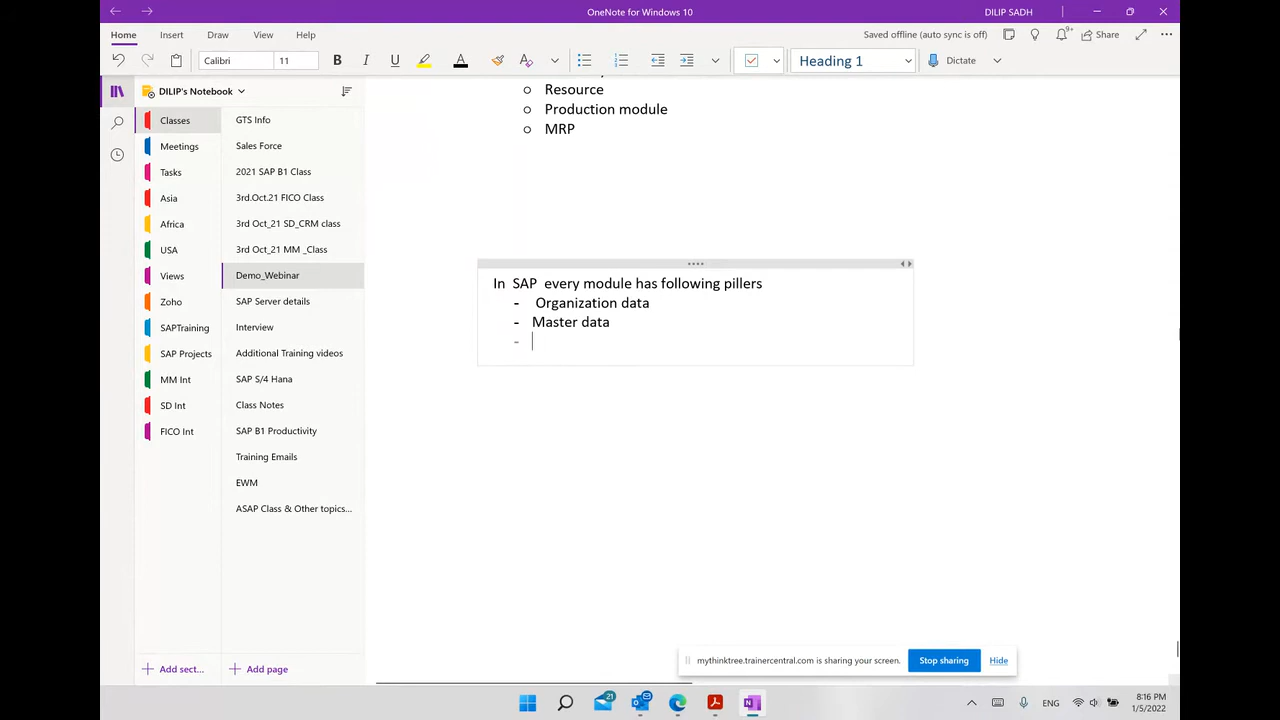 OneNote for Windows 10
DILIP SADH
Home Insert Draw View Help
Saved offline (auto sync is off)
9+
Share
Calibri 11 B I U A
Heading 1
Dictate
DILIP's Notebook
Classes
Meetings
Tasks
Asia
Africa
USA
Views
Zoho
SAPTraining
SAP Projects
MM Int
SD Int
FICO Int
Add sect...
GTS Info
Sales Force
2021 SAP B1 Class
3rd.Oct.21 FICO Class
3rd Oct_21 SD_CRM class
3rd Oct_21 MM _Class
Demo_Webinar
SAP Server details
Interview
Additional Training videos
SAP S/4 Hana
Class Notes
SAP B1 Productivity
Training Emails
EWM
ASAP Class & Other topics...
Add page
Resource
Production module
MRP
In SAP every module has following pillers
- Organization data
- Master data
-
mythinktree.trainercentral.com is sharing your screen.
Stop sharing
Hide
21
ENG
8:16 PM
1/5/2022